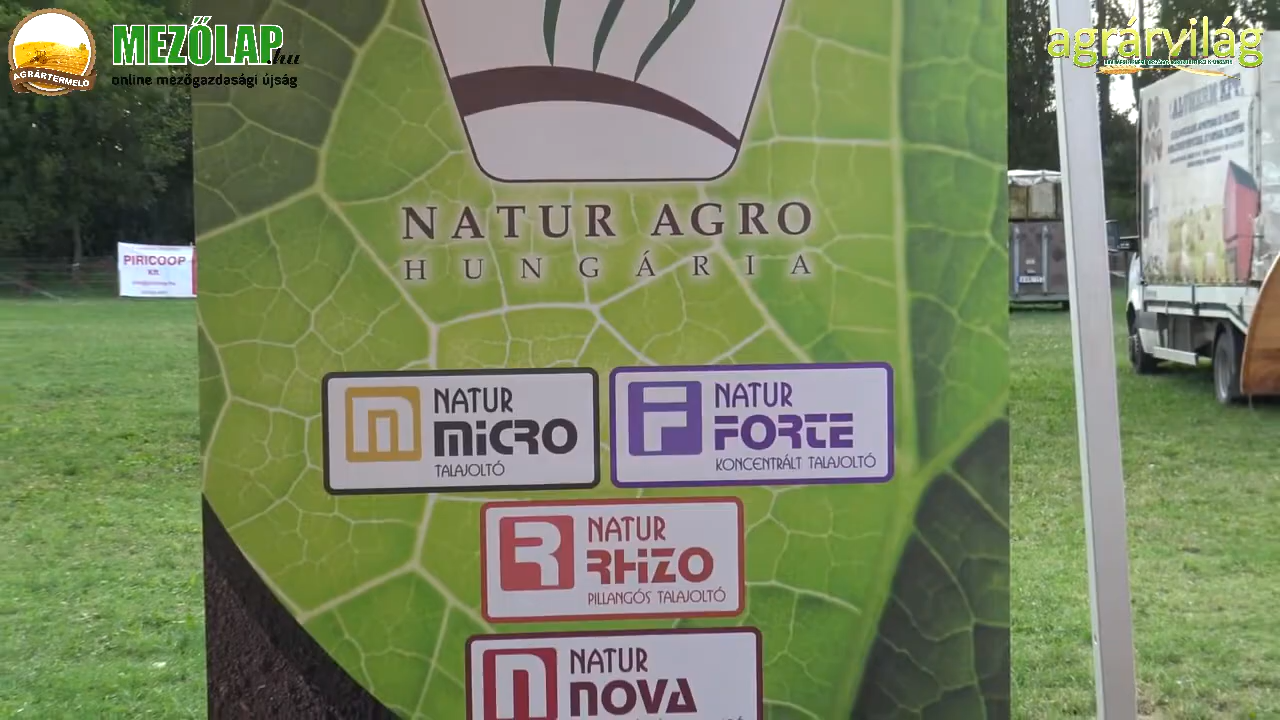 AGRÁRTERMELŐ
MEZŐLAP.hu
online mezőgazdasági újság
agrárvilág
PIRICOOP
Kft.
NATUR AGRO
HUNGÁRIA
NATUR
MICRO
TALAJOLTÓ
NATUR
FORTE
KONCENTRÁLT TALAJOLTÓ
NATUR
RHIZO
PILLANGÓS TALAJOLTÓ
NATUR
NOVA